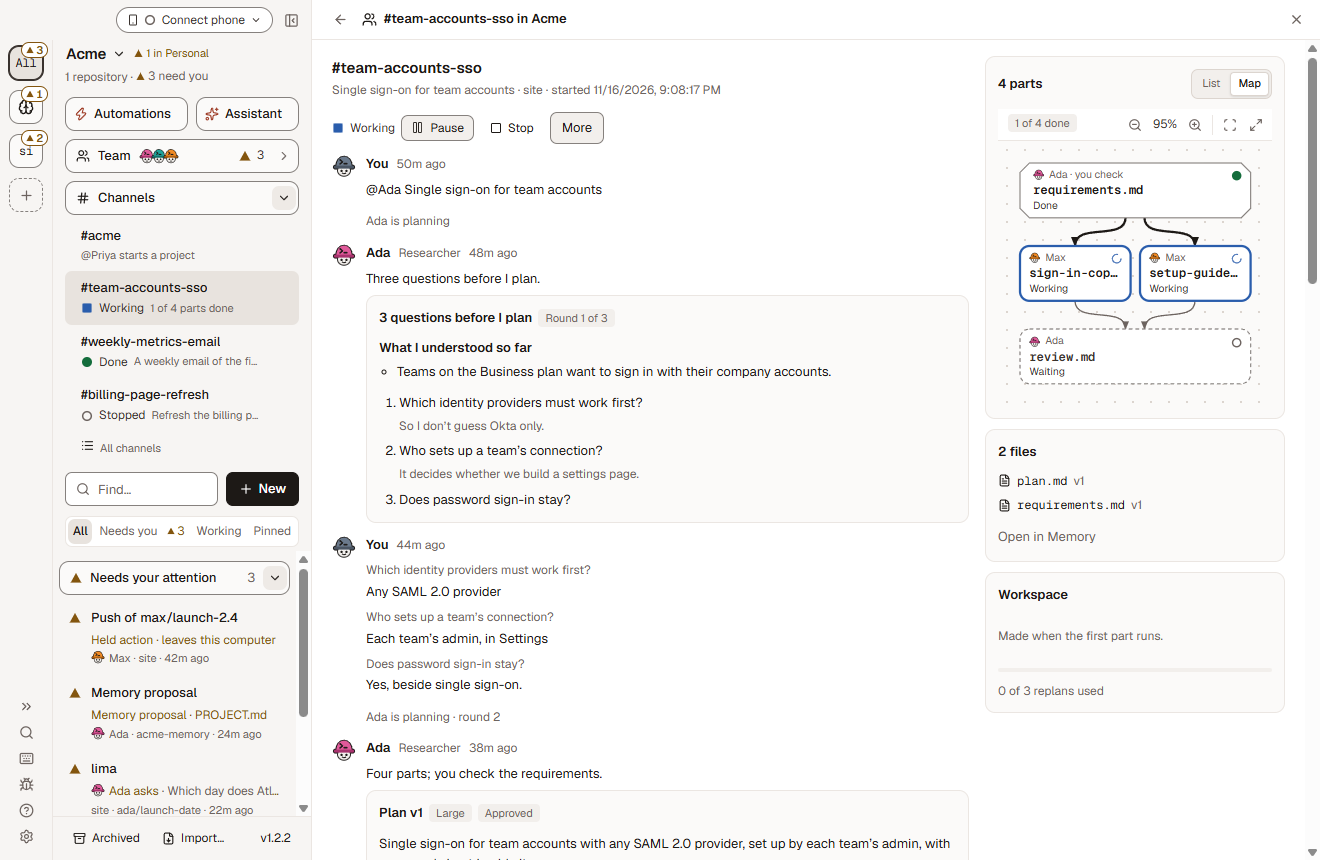 Connect phone
3
All
1
2
si
Acme
1 in Personal
1 repository · 3 need you
Automations
Assistant
Team
3
Channels
#acme
@Priya starts a project
#team-accounts-sso
Working 1 of 4 parts done
#weekly-metrics-email
Done A weekly email of the fi…
#billing-page-refresh
Stopped Refresh the billing p…
All channels
Find…
New
All
Needs you
3
Working
Pinned
Needs your attention
3
Push of max/launch-2.4
Held action · leaves this computer
Max · site · 42m ago
Memory proposal
Memory proposal · PROJECT.md
Ada · acme-memory · 24m ago
lima
Ada asks · Which day does Atl…
site · ada/launch-date · 22m ago
Archived
Import…
v1.2.2
#team-accounts-sso in Acme
#team-accounts-sso
Single sign-on for team accounts · site · started 11/16/2026, 9:08:17 PM
Working
Pause
Stop
More
You 50m ago
@Ada Single sign-on for team accounts
Ada is planning
Ada Researcher 48m ago
Three questions before I plan.
3 questions before I plan Round 1 of 3
What I understood so far
Teams on the Business plan want to sign in with their company accounts.
1. Which identity providers must work first?
So I don't guess Okta only.
2. Who sets up a team's connection?
It decides whether we build a settings page.
3. Does password sign-in stay?
You 44m ago
Which identity providers must work first?
Any SAML 2.0 provider
Who sets up a team's connection?
Each team's admin, in Settings
Does password sign-in stay?
Yes, beside single sign-on.
Ada is planning · round 2
Ada Researcher 38m ago
Four parts; you check the requirements.
Plan v1 Large Approved
Single sign-on for team accounts with any SAML 2.0 provider, set up by each team's admin, with
4 parts
List
Map
1 of 4 done
95%
Ada · you check
requirements.md
Done
Max
sign-in-cop…
Working
Max
setup-guide…
Working
Ada
review.md
Waiting
2 files
plan.md v1
requirements.md v1
Open in Memory
Workspace
Made when the first part runs.
0 of 3 replans used